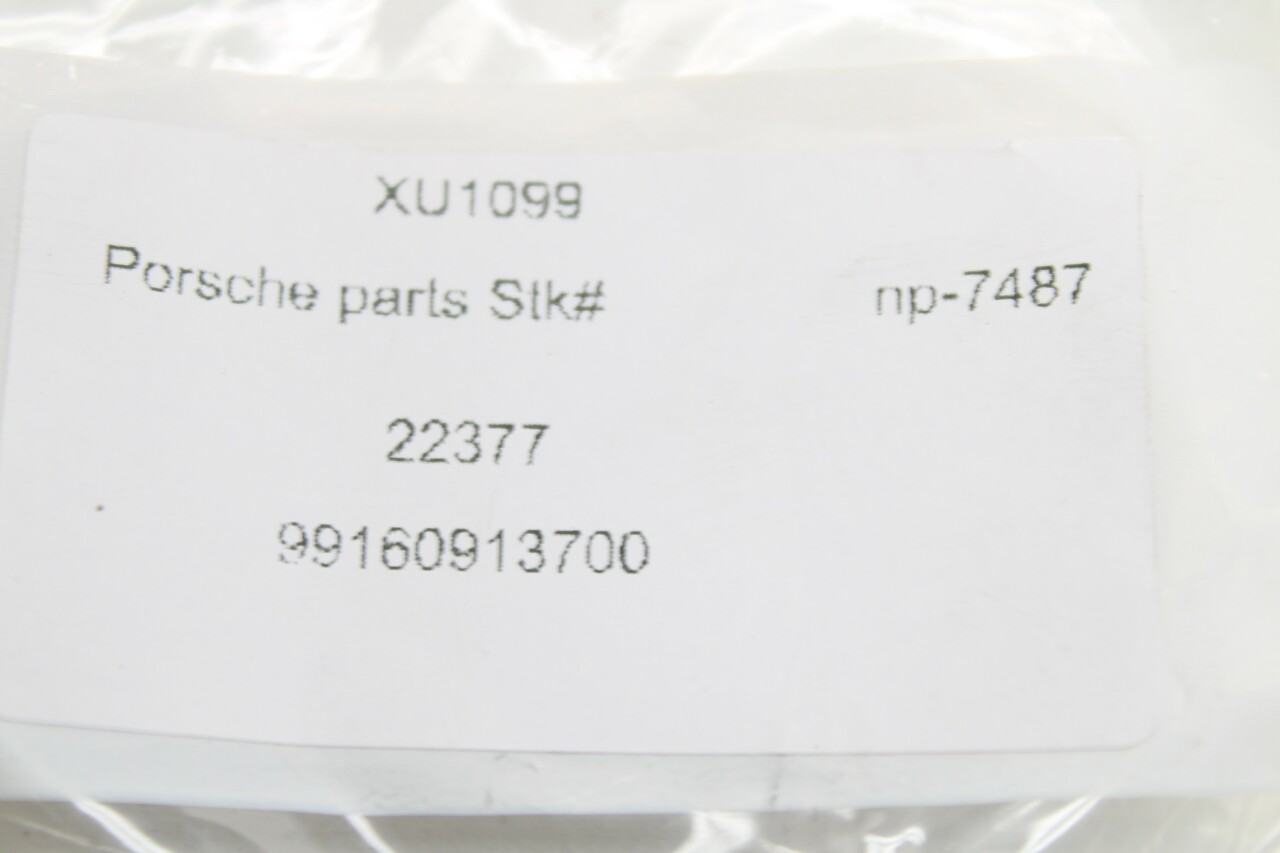 XU1099
Porsche parts Stk# np-7487
22377
99160913700